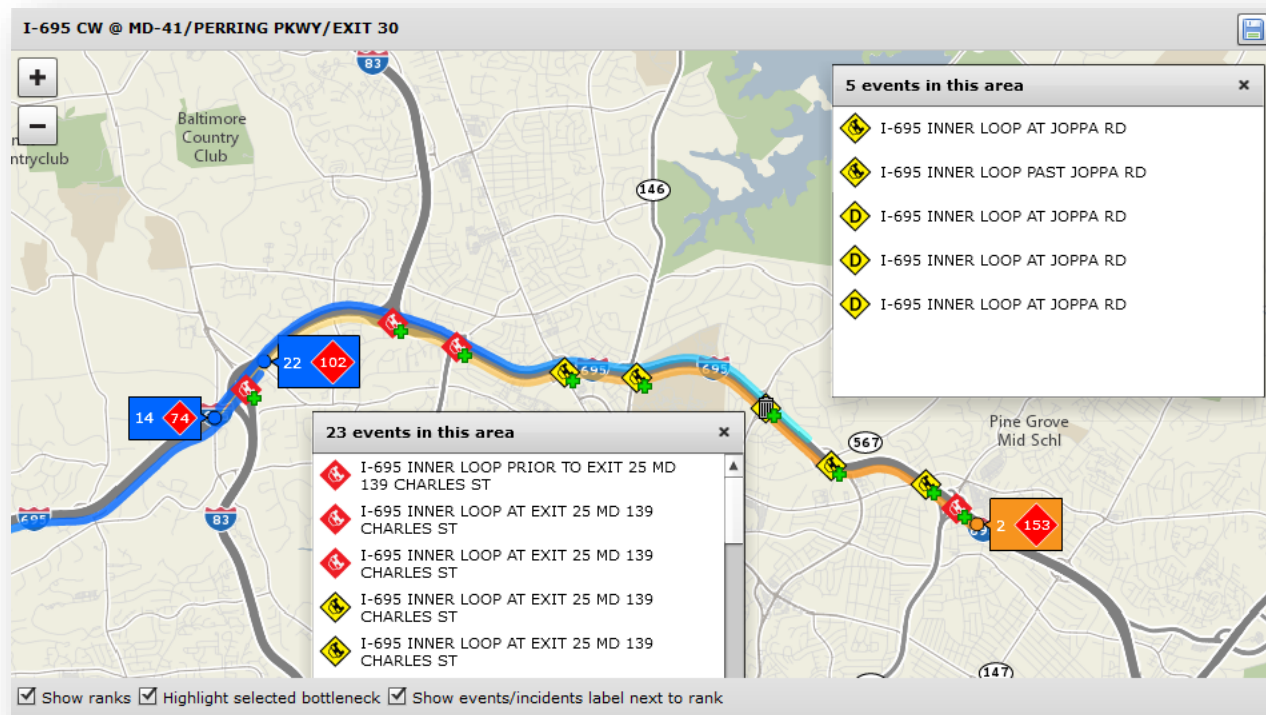 I-695 CW @ MD-41/PERRING PKWY/EXIT 30
83
+
−
Baltimore
Country
Club
ntryclub
146
5 events in this area
×
I-695 INNER LOOP AT JOPPA RD
I-695 INNER LOOP PAST JOPPA RD
D I-695 INNER LOOP AT JOPPA RD
D I-695 INNER LOOP AT JOPPA RD
D I-695 INNER LOOP AT JOPPA RD
22 102
695
695
14 74
567
Pine Grove
Mid Schl
695
83
2 153
23 events in this area
×
I-695 INNER LOOP PRIOR TO EXIT 25 MD
139 CHARLES ST
I-695 INNER LOOP AT EXIT 25 MD 139
CHARLES ST
I-695 INNER LOOP AT EXIT 25 MD 139
CHARLES ST
I-695 INNER LOOP AT EXIT 25 MD 139
CHARLES ST
I-695 INNER LOOP AT EXIT 25 MD 139
CHARLES ST
147
Show ranks Highlight selected bottleneck Show events/incidents label next to rank